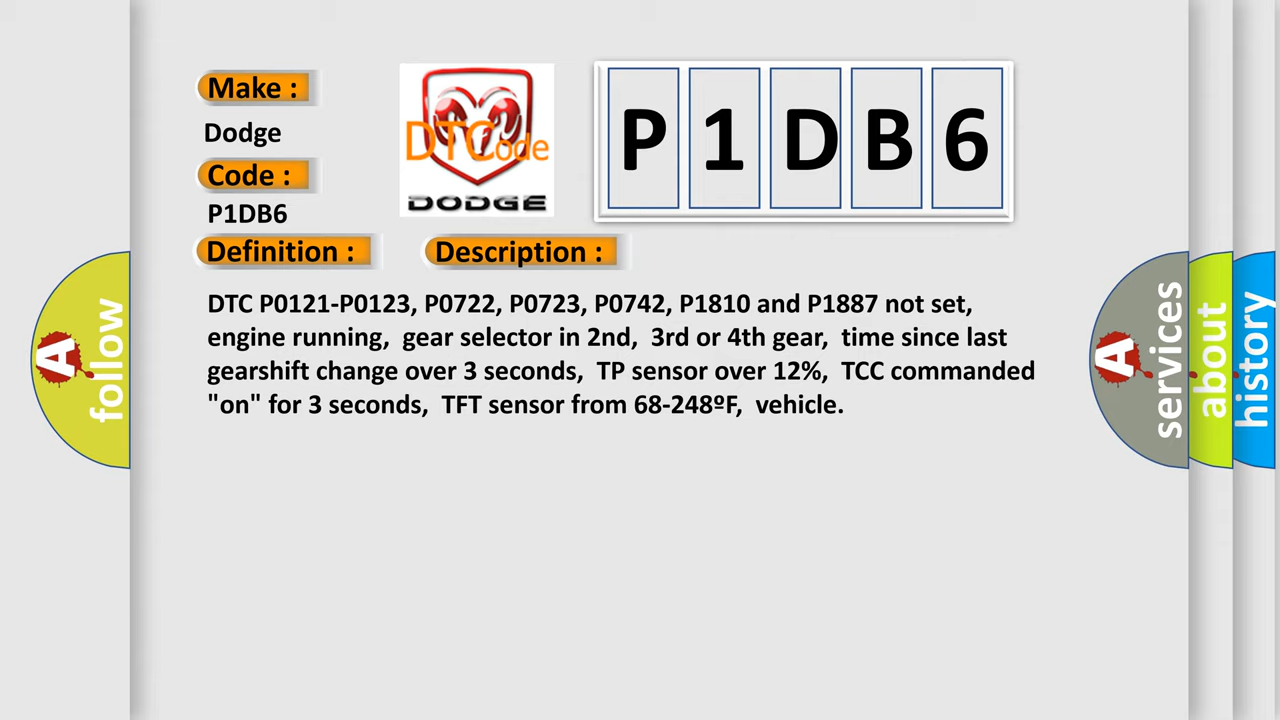 Make :
Dodge
Code :
P1DB6
Definition :
Description :
DTCode
DODGE
P1DB6
DTC P0121-P0123, P0722, P0723, P0742, P1810 and P1887 not set,
engine running, gear selector in 2nd, 3rd or 4th gear, time since last
gearshift change over 3 seconds, TP sensor over 12%, TCC commanded
"on" for 3 seconds, TFT sensor from 68-248ºF, vehicle.
A
follow
A
services
about
history